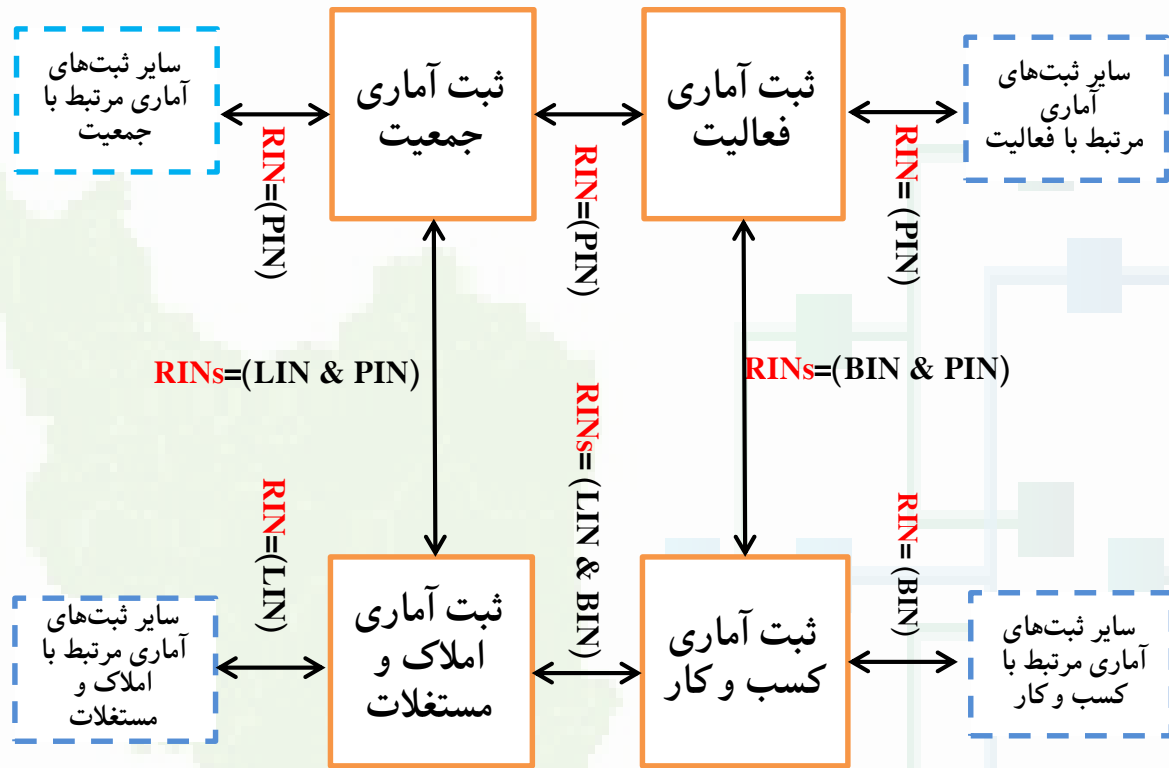 سایر ثبت‌های
آماری مرتبط با
جمعیت
ثبت آماری
جمعیت
ثبت آماری
فعالیت
سایر ثبت‌های
آماری
مرتبط با فعالیت
RIN=(PIN)
RIN=(PIN)
RIN= (PIN)
RINs=(LIN & PIN)
RINs=(BIN & PIN)
RIN=(LIN)
RINs= (LIN & BIN)
RIN= (BIN)
سایر ثبت‌های
آماری مرتبط با
املاک و
مستغلات
ثبت آماری
املاک و
مستغلات
ثبت آماری
کسب و کار
سایر ثبت‌های
آماری مرتبط با
کسب و کار